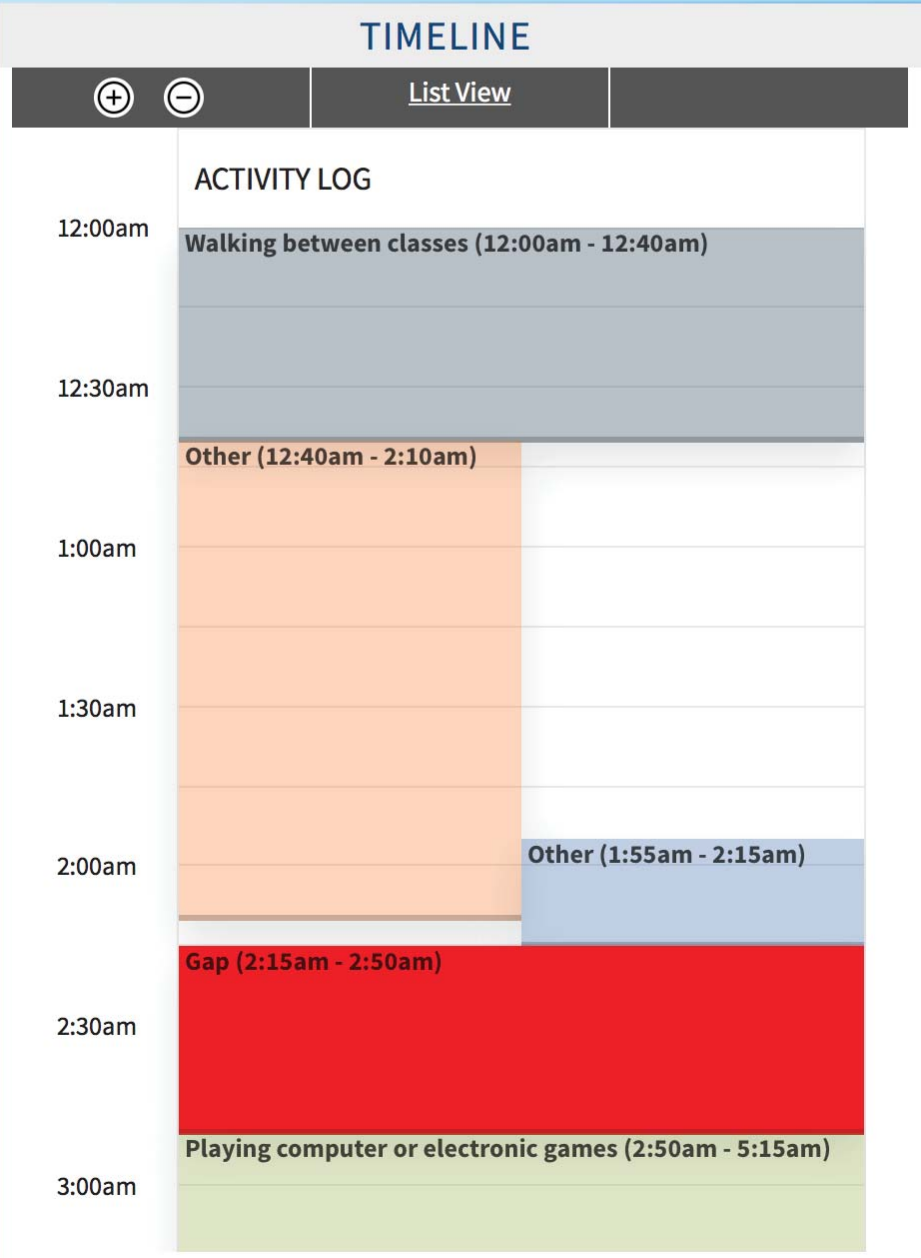 TIMELINE
List View
ACTIVITY LOG
12:00am
Walking between classes (12:00am - 12:40am)
12:30am
Other (12:40am - 2:10am)
1:00am
1:30am
Other (1:55am - 2:15am)
2:00am
Gap (2:15am - 2:50am)
2:30am
Playing computer or electronic games (2:50am - 5:15am)
3:00am